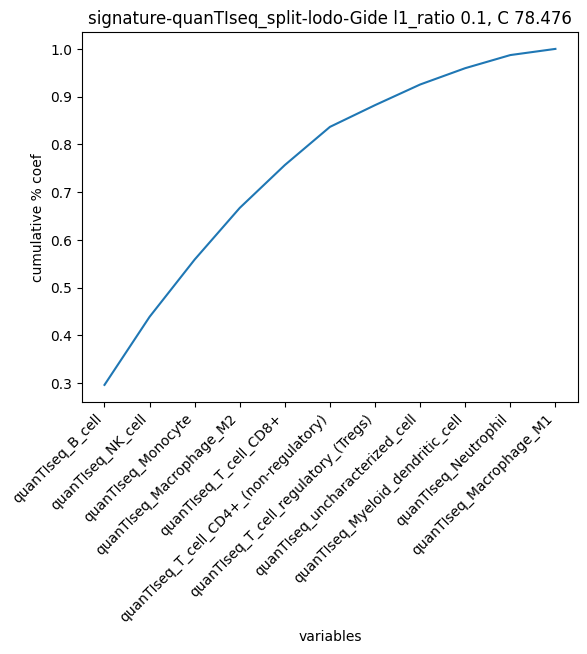 signature-quanTIseq_split-lodo-Gide l1_ratio 0.1, C 78.476
1.0
0.9
0.8
0.7
0.6
0.5
0.4
0.3
cumulative % coef
quanTIseq_B_cell
quanTIseq_NK_cell
quanTIseq_Monocyte
quanTIseq_Macrophage_M2
quanTIseq_T_cell_CD8+
quanTIseq_T_cell_CD4+_(non-regulatory)
quanTIseq_T_cell_regulatory_(Tregs)
quanTIseq_uncharacterized_cell
quanTIseq_Myeloid_dendritic_cell
quanTIseq_Neutrophil
quanTIseq_Macrophage_M1
variables